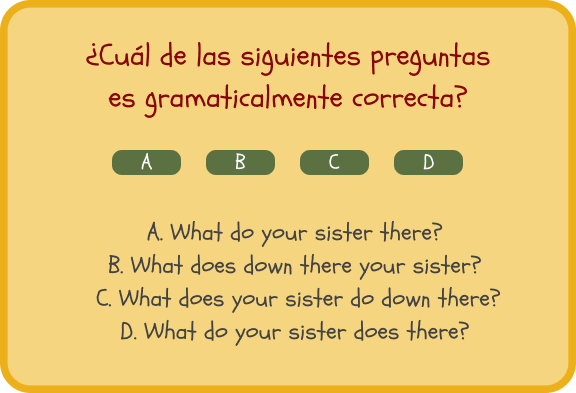 ¿Cuál de las siguientes preguntas
es gramaticalmente correcta?
A B C D
A. What do your sister there?
B. What does down there your sister?
C. What does your sister do down there?
D. What do your sister does there?